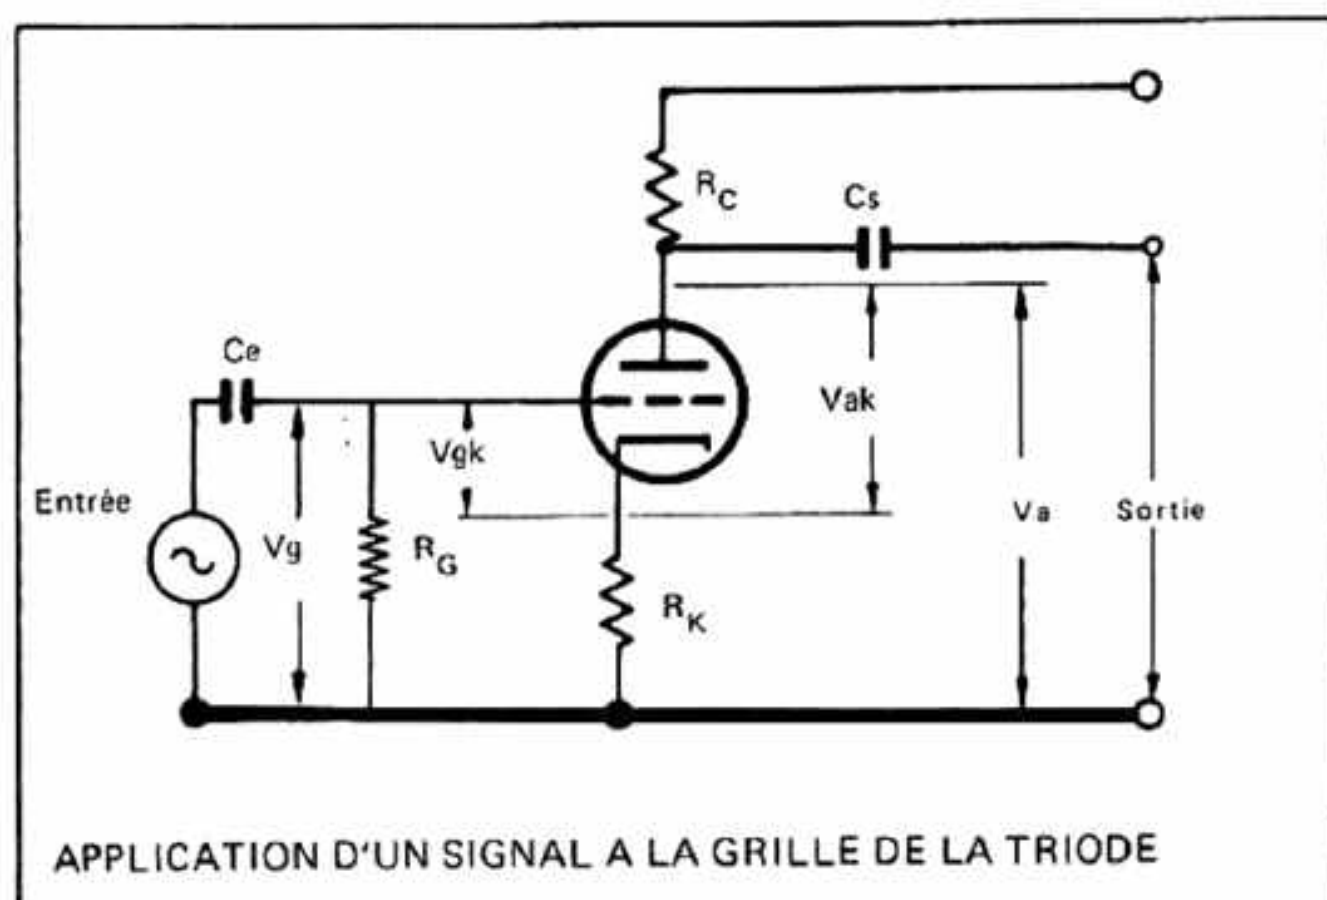 R_C
Cs
Ce
Vak
Vgk
Entrée
Vg
R_G
Va
Sortie
R_K
APPLICATION D'UN SIGNAL A LA GRILLE DE LA TRIODE